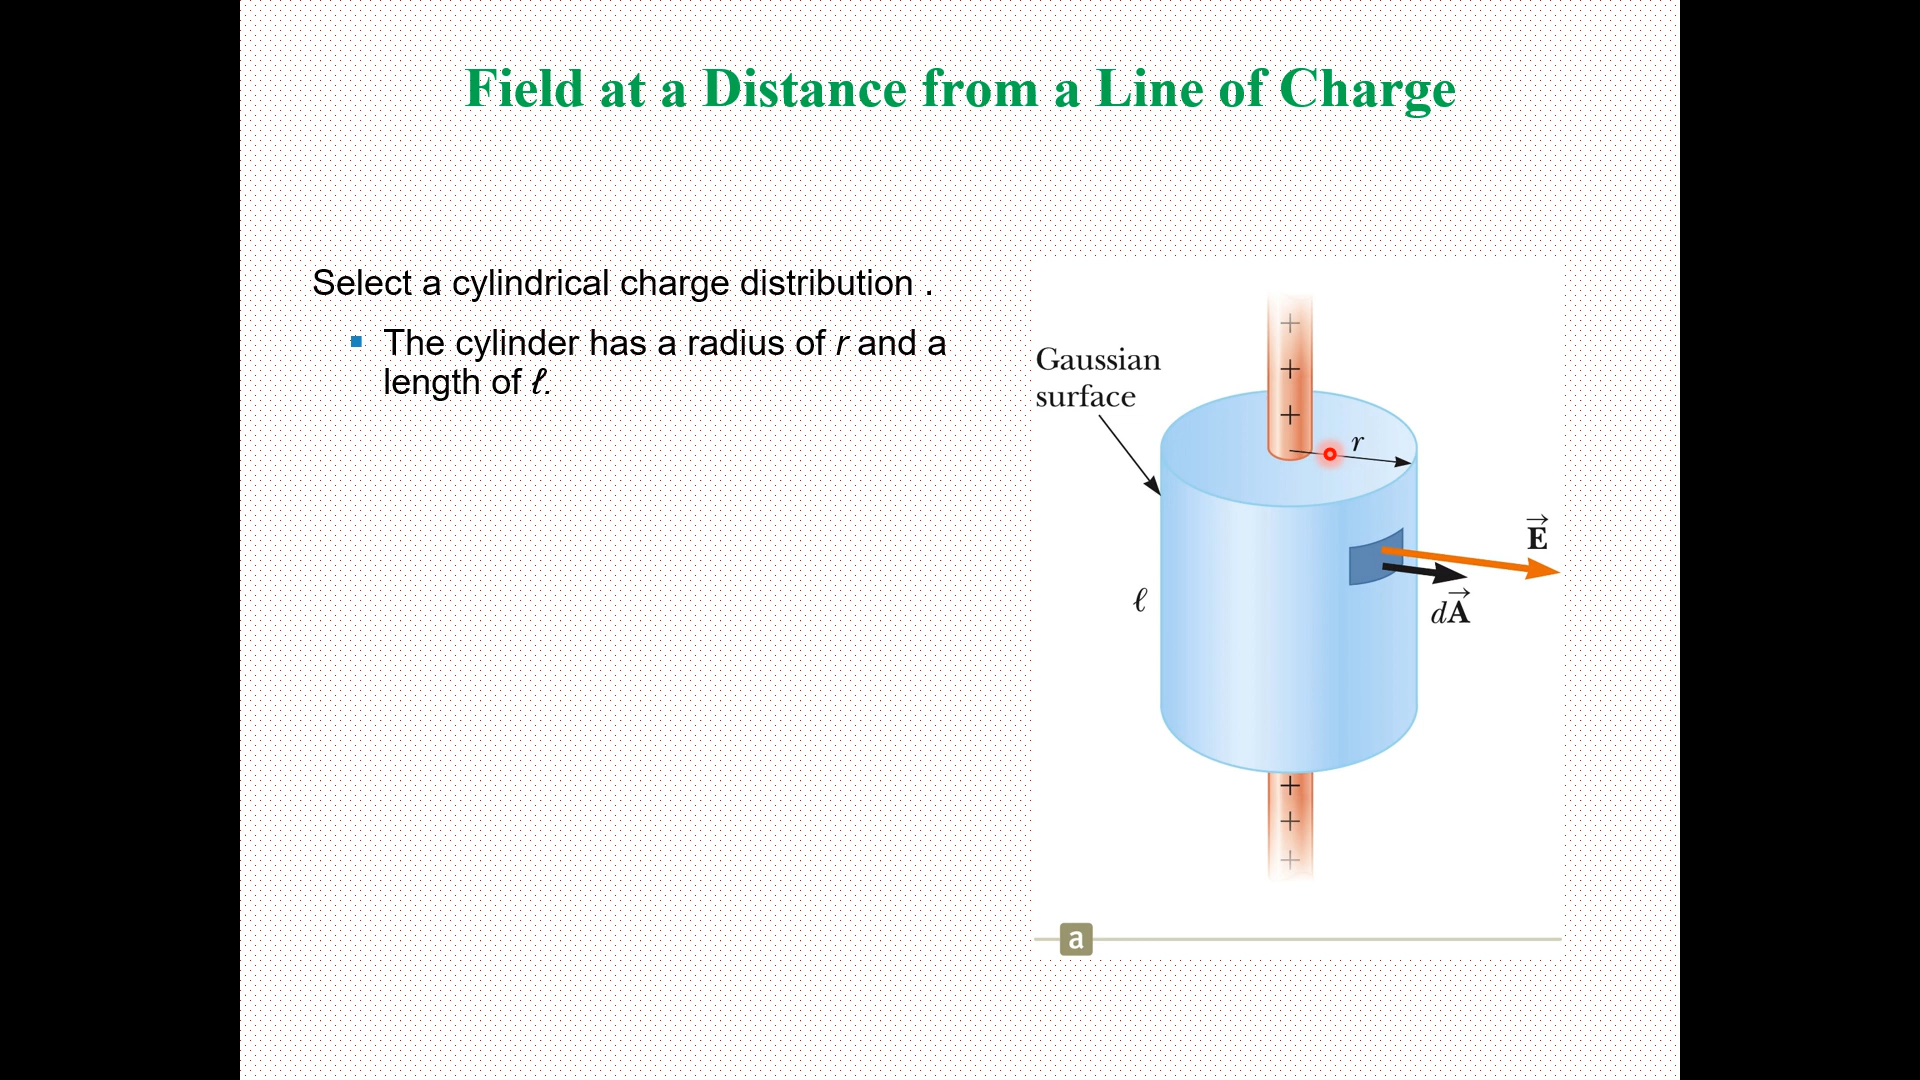 Field at a Distance from a Line of Charge
Select a cylindrical charge distribution .
▪ The cylinder has a radius of r and a
length of ℓ.
Gaussian
surface
+
+
+
r
E⃗
dA⃗
ℓ
+
+
+
a